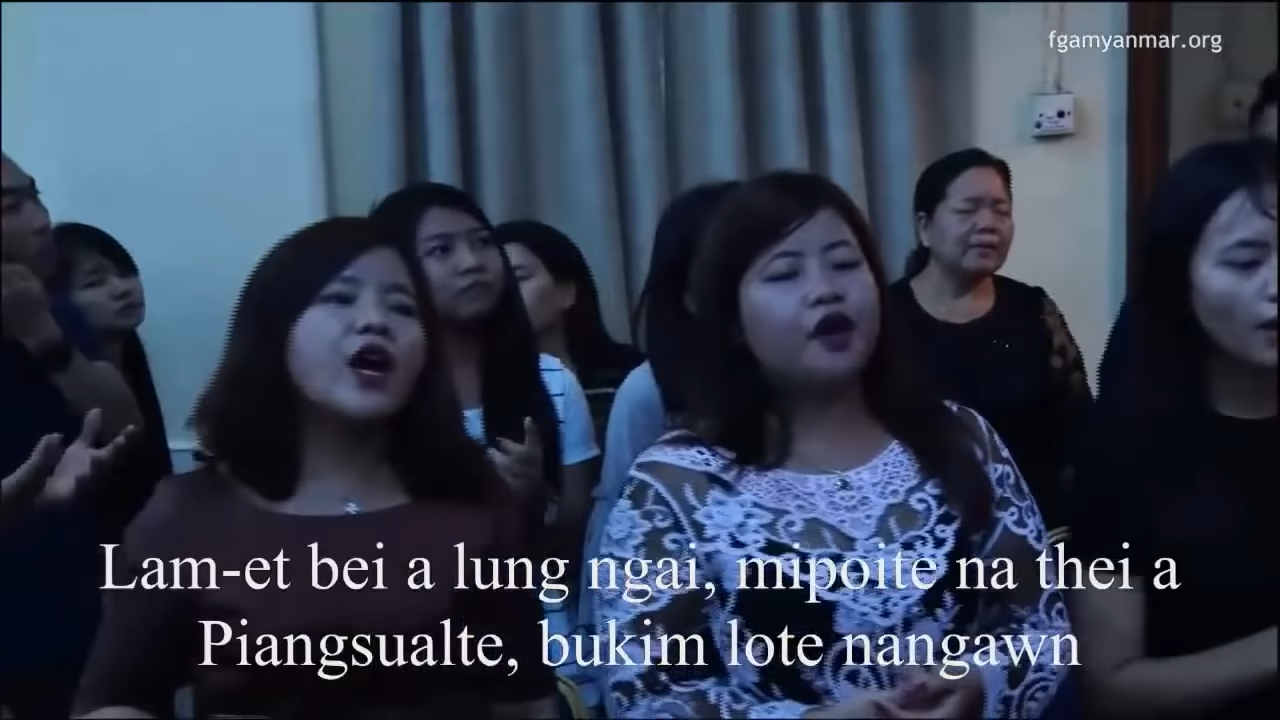 fgamyanmar.org
Lam-et bei a lung ngai, mipoite na thei a
Piangsualte, bukim lote nangawn